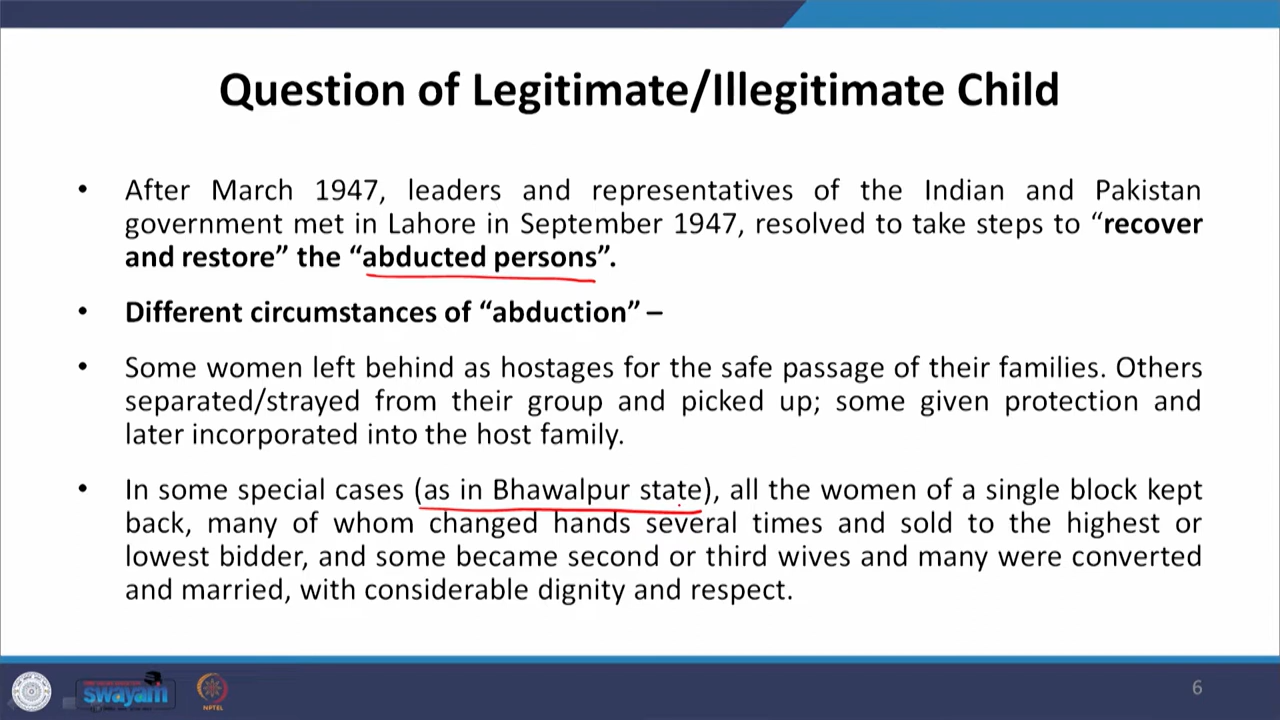 Question of Legitimate/Illegitimate Child
• After March 1947, leaders and representatives of the Indian and Pakistan
government met in Lahore in September 1947, resolved to take steps to “recover
and restore” the “abducted persons”.
• Different circumstances of “abduction” –
• Some women left behind as hostages for the safe passage of their families. Others
separated/strayed from their group and picked up; some given protection and
later incorporated into the host family.
• In some special cases (as in Bhawalpur state), all the women of a single block kept
back, many of whom changed hands several times and sold to the highest or
lowest bidder, and some became second or third wives and many were converted
and married, with considerable dignity and respect.
swayam
NPTEL
6